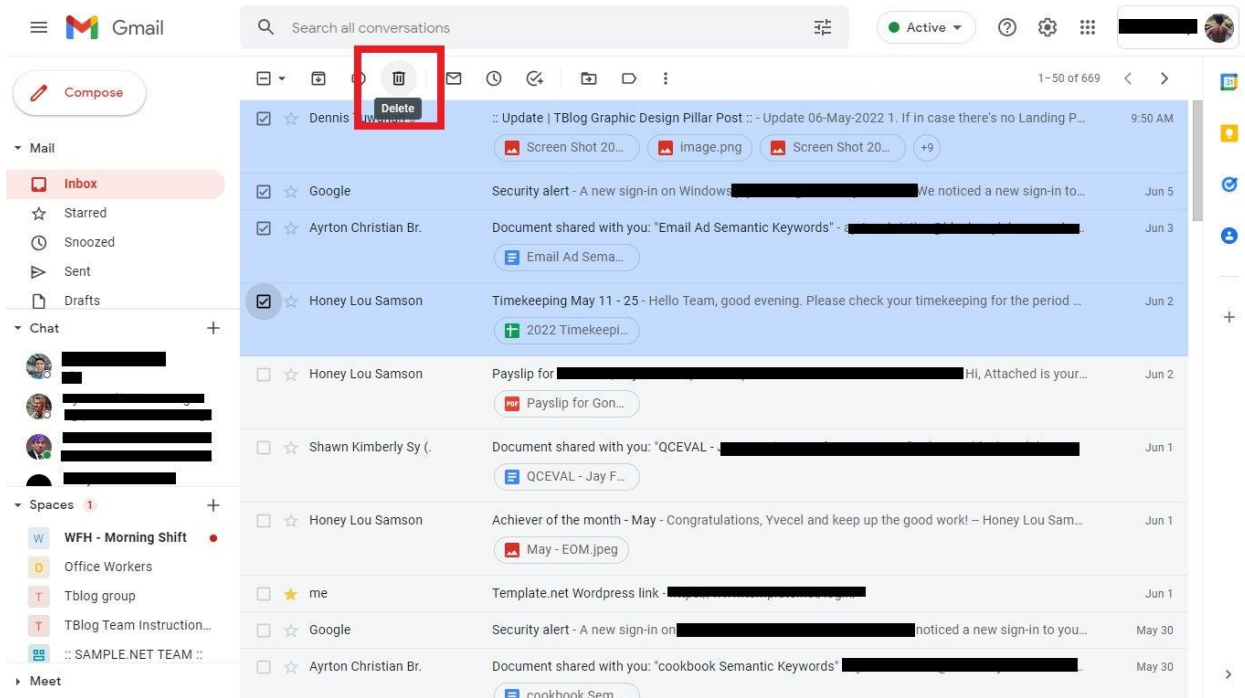 Gmail
Search all conversations
Active
Compose
Delete
1–50 of 669
31
Mail
Inbox
Starred
Snoozed
Sent
Drafts
Chat
Spaces 1
W WFH - Morning Shift
O Office Workers
T Tblog group
T TBlog Team Instruction...
:: SAMPLE.NET TEAM ::
Meet
Dennis :: Update | TBlog Graphic Design Pillar Post :: - Update 06-May-2022 1. If in case there's no Landing P... 9:50 AM
Screen Shot 20... image.png Screen Shot 20... +9
Google Security alert - A new sign-in on Windows We noticed a new sign-in to... Jun 5
Ayrton Christian Br. Document shared with you: "Email Ad Semantic Keywords" - Jun 3
Email Ad Sema...
Honey Lou Samson Timekeeping May 11 - 25 - Hello Team, good evening. Please check your timekeeping for the period ... Jun 2
2022 Timekeepi...
Honey Lou Samson Payslip for Hi, Attached is your... Jun 2
PDF Payslip for Gon...
Shawn Kimberly Sy (. Document shared with you: "QCEVAL - Jun 1
QCEVAL - Jay F...
Honey Lou Samson Achiever of the month - May - Congratulations, Yvecel and keep up the good work! -- Honey Lou Sam... Jun 1
May - EOM.jpeg
me Template.net Wordpress link - Jun 1
Google Security alert - A new sign-in on noticed a new sign-in to you... May 30
Ayrton Christian Br. Document shared with you: "cookbook Semantic Keywords" May 30
cookbook Sem...